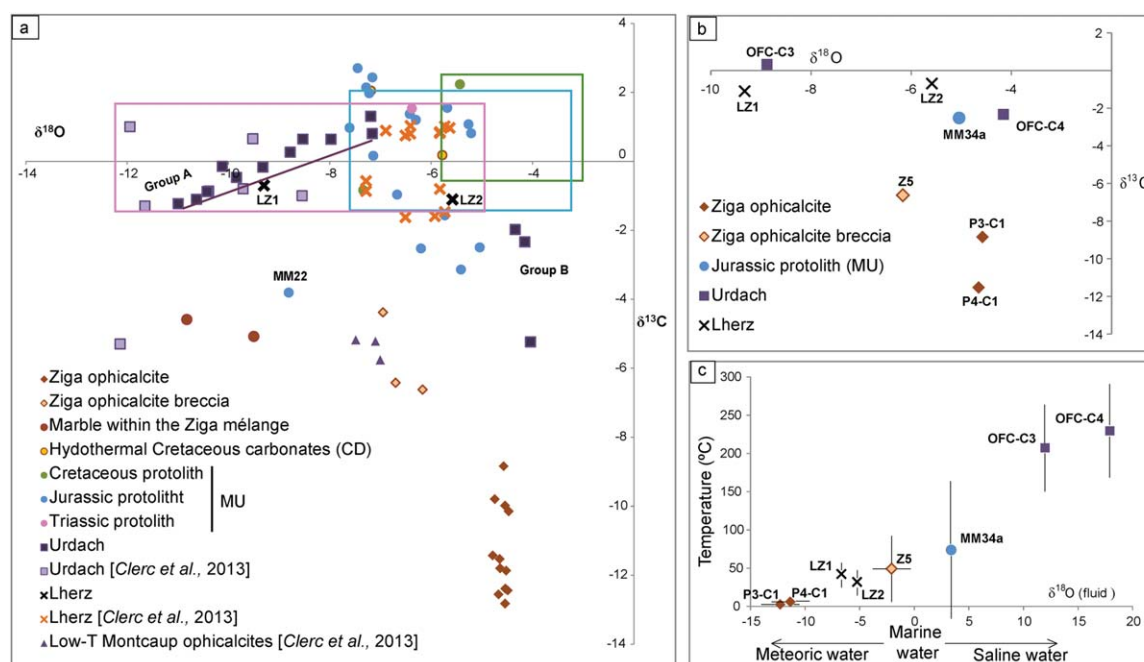 a
4
2
0
-2
-4
-6
-8
-10
-12
-14
δ18O
-14
-12
-10
-8
-6
-4
Group A
LZ1
LZ2
Group B
MM22
δ13C
Ziga ophicalcite
Ziga ophicalcite breccia
Marble within the Ziga mélange
Hydothermal Cretaceous carbonates (CD)
Cretaceous protolith
Jurassic protolitht
MU
Triassic protolith
Urdach
Urdach [Clerc et al., 2013]
Lherz
Lherz [Clerc et al., 2013]
Low-T Montcaup ophicalcites [Clerc et al., 2013]
b
2
0
-2
-4
-6
-8
-10
-12
-14
OFC-C3
δ18O
-10
-8
-6
-4
LZ1
LZ2
MM34a
OFC-C4
Z5
δ13C
P3-C1
P4-C1
Ziga ophicalcite
Ziga ophicalcite breccia
Jurassic protolith (MU)
Urdach
Lherz
c
Temperature (ºC)
300
250
200
150
100
50
0
OFC-C3
OFC-C4
MM34a
Z5
LZ1
LZ2
P3-C1
P4-C1
δ18O (fluid )
-15
-10
-5
0
5
10
15
20
Meteoric water
Marine
water
Saline water